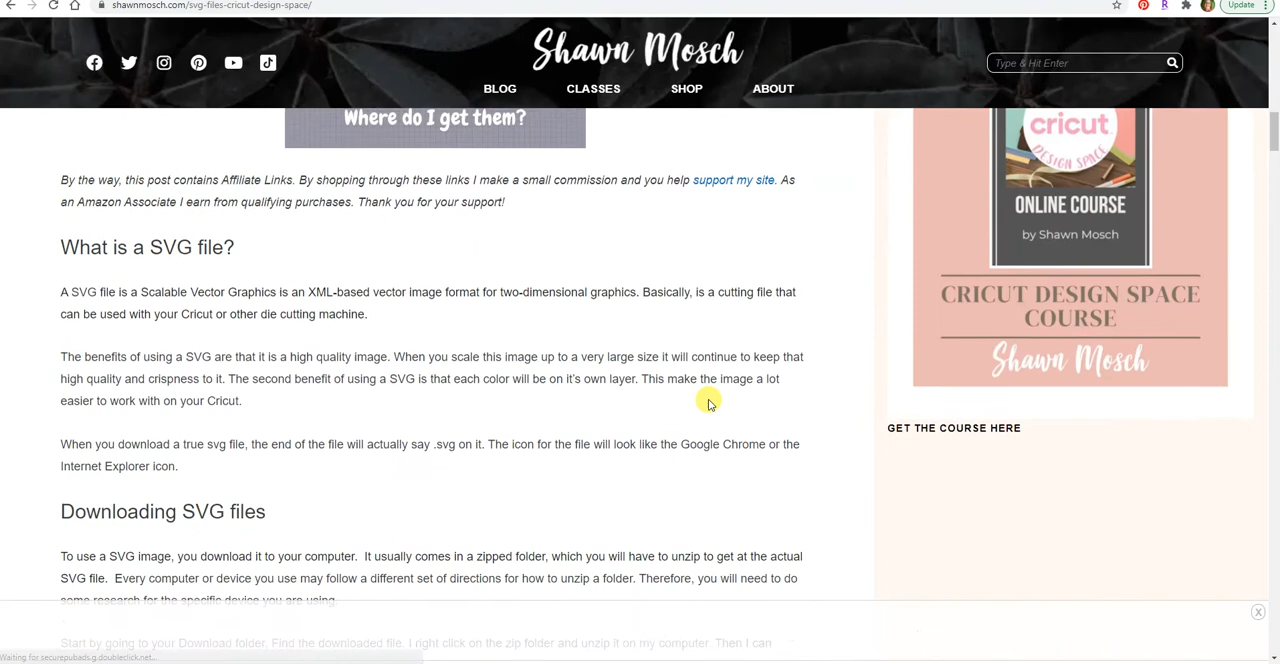 shawnmosch.com/svg-files-cricut-design-space/
Update
Shawn Mosch
Type & Hit Enter
BLOG CLASSES SHOP ABOUT
Where do I get them?
By the way, this post contains Affiliate Links. By shopping through these links I make a small commission and you help support my site. As
an Amazon Associate I earn from qualifying purchases. Thank you for your support!
What is a SVG file?
A SVG file is a Scalable Vector Graphics is an XML-based vector image format for two-dimensional graphics. Basically, is a cutting file that
can be used with your Cricut or other die cutting machine.
The benefits of using a SVG are that it is a high quality image. When you scale this image up to a very large size it will continue to keep that
high quality and crispness to it. The second benefit of using a SVG is that each color will be on it's own layer. This make the image a lot
easier to work with on your Cricut.
When you download a true svg file, the end of the file will actually say .svg on it. The icon for the file will look like the Google Chrome or the
Internet Explorer icon.
Downloading SVG files
To use a SVG image, you download it to your computer. It usually comes in a zipped folder, which you will have to unzip to get at the actual
SVG file. Every computer or device you use may follow a different set of directions for how to unzip a folder. Therefore, you will need to do
some research for the specific device you are using.
Start by going to your Download folder. Find the downloaded file. I right click on the zip folder and unzip it on my computer. Then I can
cricut
DESIGN SPACE
ONLINE COURSE
by Shawn Mosch
CRICUT DESIGN SPACE
COURSE
Shawn Mosch
GET THE COURSE HERE
X
Waiting for securepubads.g.doubleclick.net...